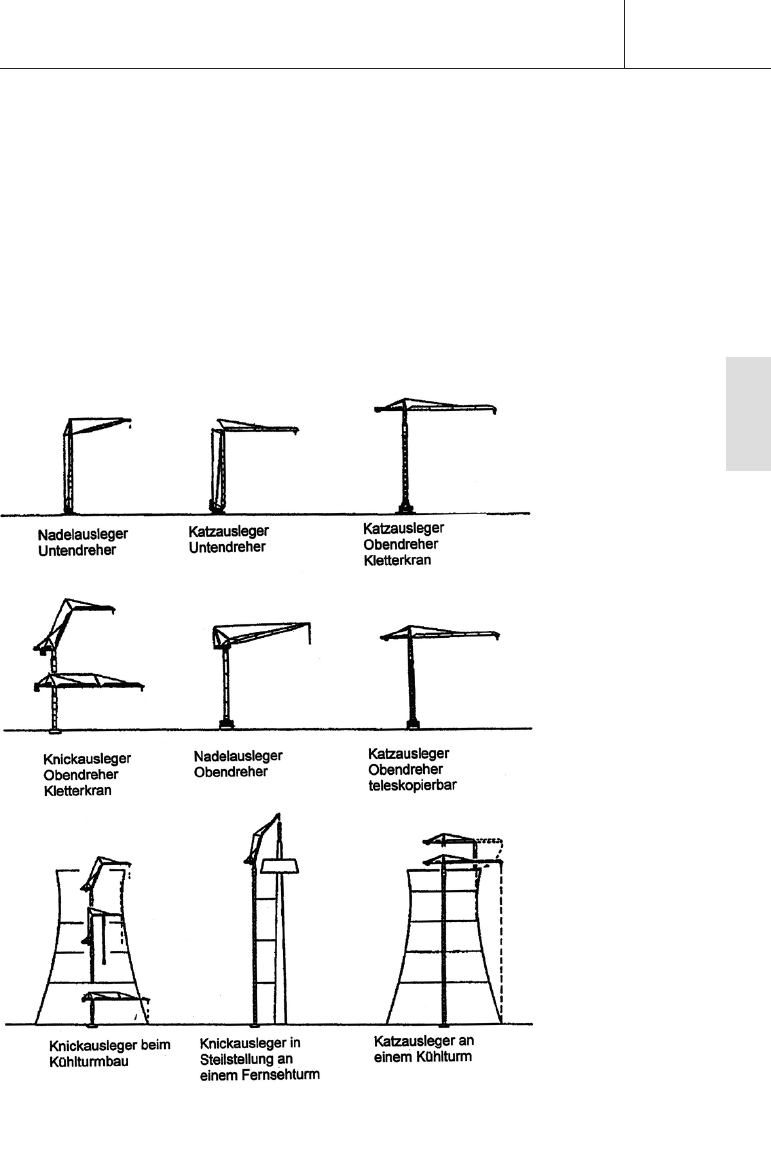 Nadelausleger
Untendreher
Katzausleger
Untendreher
Katzausleger
Obendreher
Kletterkran
Knickausleger
Obendreher
Kletterkran
Nadelausleger
Obendreher
Katzausleger
Obendreher
teleskopierbar
Knickausleger beim
Kühlturmbau
Knickausleger in
Steilstellung an
einem Fernsehturm
Katzausleger an
einem Kühlturm